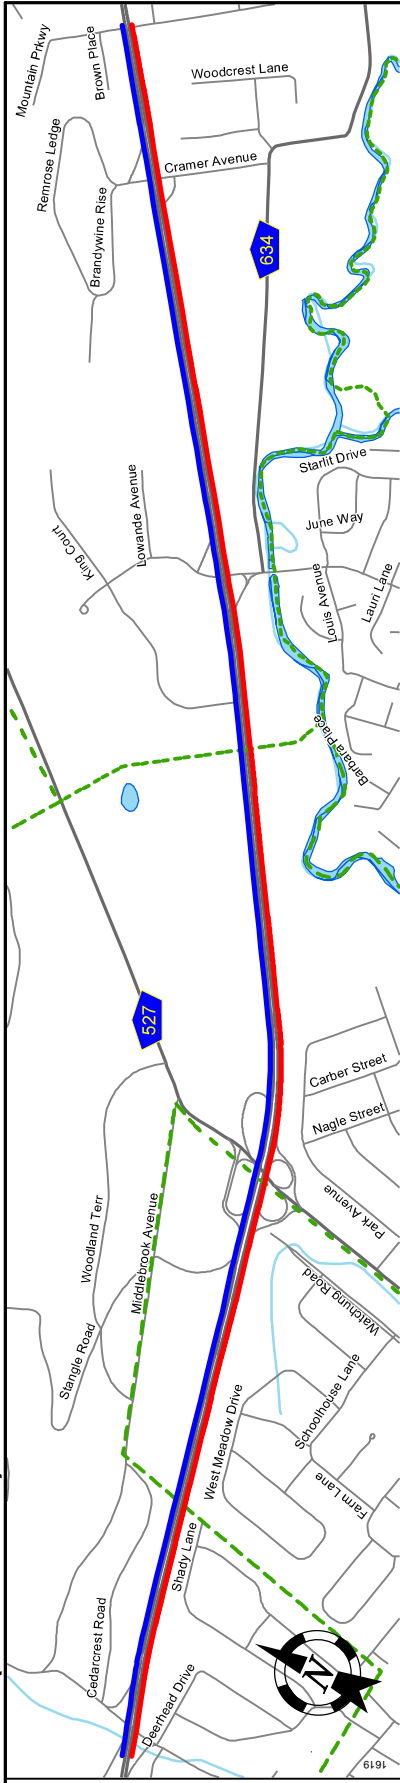 Mountain Prkwy
Brown Place
Woodcrest Lane
Remrose Ledge
Cramer Avenue
Brandywine Rise
634
Starlit Drive
Lowande Avenue
King Court
June Way
Louis Avenue
Lauri Lane
Barbara Place
527
Carber Street
Nagle Street
Park Avenue
Woodland Terr
Middlebrook Avenue
Watchung Road
Stangle Road
Schoolhouse Lane
West Meadow Drive
Farm Lane
Shady Lane
Cedarcrest Road
Deerhead Drive
N
1619